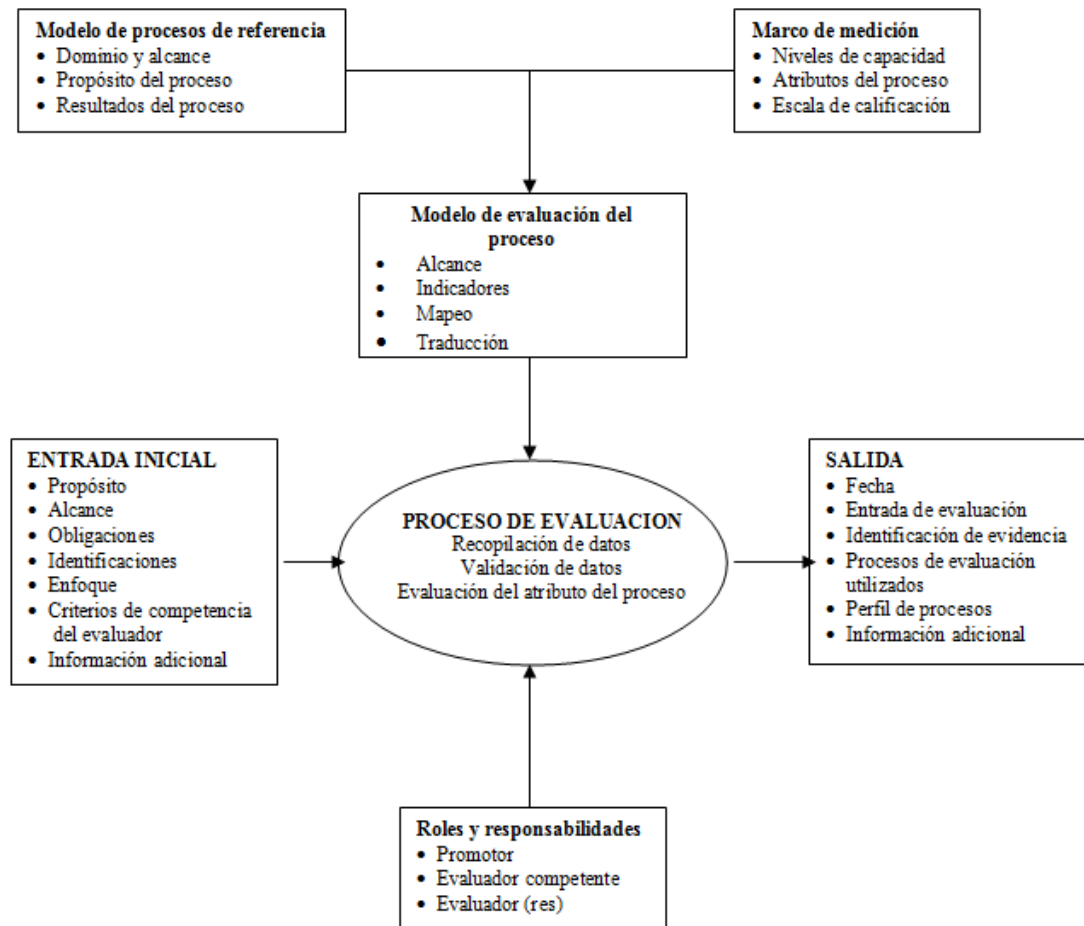 Modelo de procesos de referencia
• Dominio y alcance
• Propósito del proceso
• Resultados del proceso
Marco de medición
• Niveles de capacidad
• Atributos del proceso
• Escala de calificación
Modelo de evaluación del
proceso
• Alcance
• Indicadores
• Mapeo
• Traducción
ENTRADA INICIAL
• Propósito
• Alcance
• Obligaciones
• Identificaciones
• Enfoque
• Criterios de competencia
del evaluador
• Información adicional
PROCESO DE EVALUACION
Recopilación de datos
Validación de datos
Evaluación del atributo del proceso
SALIDA
• Fecha
• Entrada de evaluación
• Identificación de evidencia
• Procesos de evaluación
utilizados
• Perfil de procesos
• Información adicional
Roles y responsabilidades
• Promotor
• Evaluador competente
• Evaluador (res)